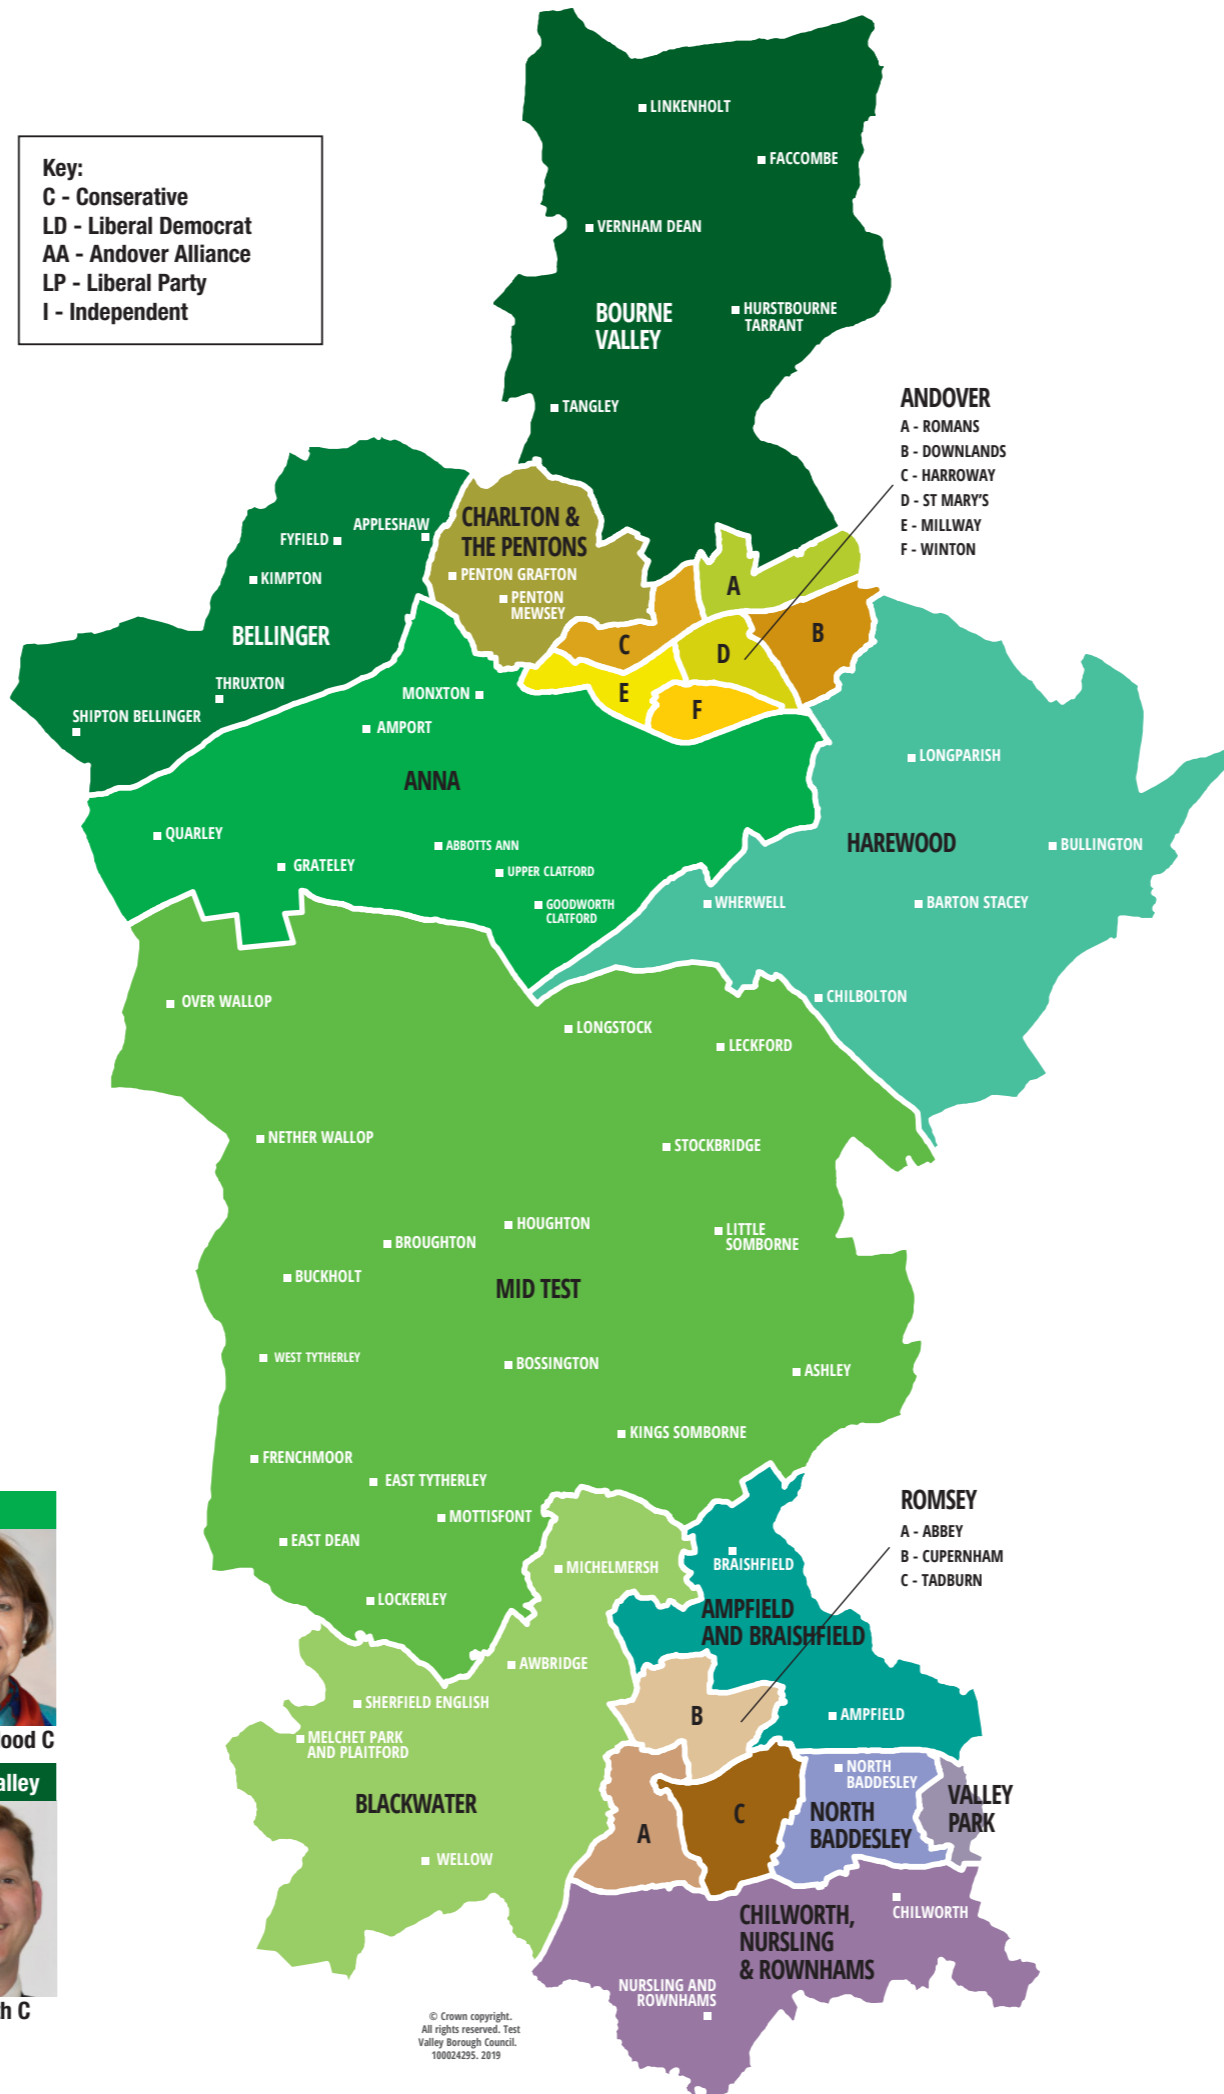 Key:
C - Conserative
LD - Liberal Democrat
AA - Andover Alliance
LP - Liberal Party
I - Independent
LINKENHOLT
FACCOMBE
VERNHAM DEAN
BOURNE
VALLEY
HURSTBOURNE
TARRANT
TANGLEY
ANDOVER
A - ROMANS
B - DOWNLANDS
C - HARROWAY
D - ST MARY'S
E - MILLWAY
F - WINTON
CHARLTON &
THE PENTONS
PENTON GRAFTON
PENTON
MEWSEY
APPLESHAW
FYFIELD
KIMPTON
BELLINGER
THRUXTON
SHIPTON BELLINGER
A
B
C
D
E
F
MONXTON
AMPORT
ANNA
QUARLEY
GRATELEY
ABBOTTS ANN
UPPER CLATFORD
GOODWORTH
CLATFORD
LONGPARISH
HAREWOOD
BULLINGTON
WHERWELL
BARTON STACEY
CHILBOLTON
OVER WALLOP
LONGSTOCK
LECKFORD
NETHER WALLOP
STOCKBRIDGE
HOUGHTON
LITTLE
SOMBORNE
BROUGHTON
BUCKHOLT
MID TEST
WEST TYTHERLEY
BOSSINGTON
ASHLEY
KINGS SOMBORNE
FRENCHMOOR
EAST TYTHERLEY
MOTTISFONT
EAST DEAN
LOCKERLEY
ROMSEY
A - ABBEY
B - CUPERNHAM
C - TADBURN
MICHELMERSH
BRAISHFIELD
AMPFIELD
AND BRAISHFIELD
AWBRIDGE
SHERFIELD ENGLISH
AMPFIELD
MELCHET PARK
AND PLAITFORD
B
BLACKWATER
A
C
NORTH
BADDESLEY
NORTH
BADDESLEY
VALLEY
PARK
WELLOW
CHILWORTH
CHILWORTH,
NURSLING
& ROWNHAMS
NURSLING AND
ROWNHAMS
ood C
alley
h C
© Crown copyright.
All rights reserved. Test
Valley Borough Council.
100024295. 2019